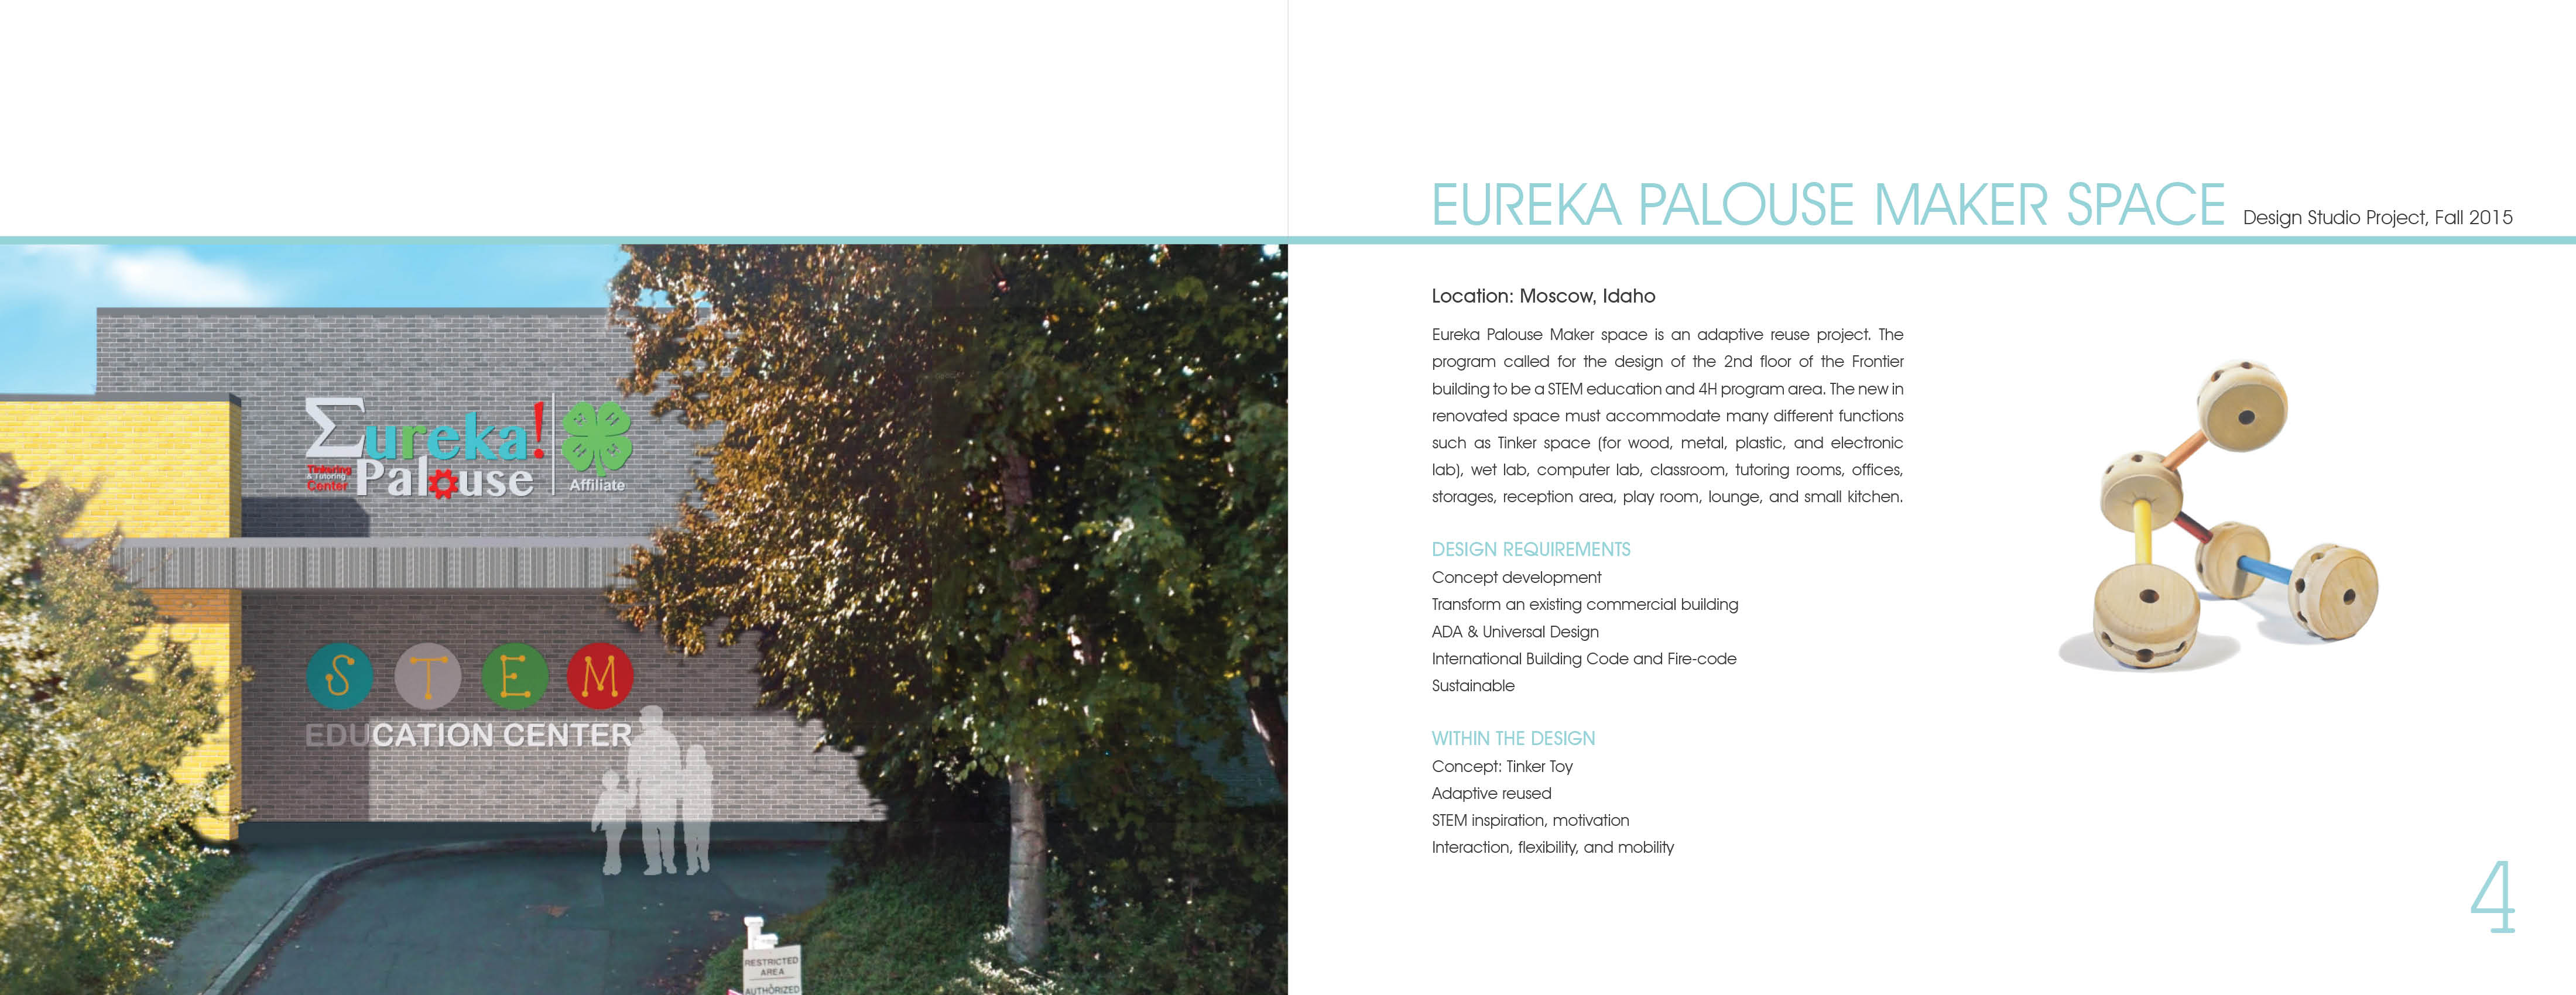 EUREKA PALOUSE MAKER SPACE Design Studio Project, Fall 2015
Σureka!
Tinkering
& Tutoring
Center
Palouse
Affiliate
H H H H
S T E M
EDUCATION CENTER
RESTRICTED
AREA
AUTHORIZED
Location: Moscow, Idaho
Eureka Palouse Maker space is an adaptive reuse project. The
program called for the design of the 2nd floor of the Frontier
building to be a STEM education and 4H program area. The new in
renovated space must accommodate many different functions
such as Tinker space (for wood, metal, plastic, and electronic
lab), wet lab, computer lab, classroom, tutoring rooms, offices,
storages, reception area, play room, lounge, and small kitchen.
DESIGN REQUIREMENTS
Concept development
Transform an existing commercial building
ADA & Universal Design
International Building Code and Fire-code
Sustainable
WITHIN THE DESIGN
Concept: Tinker Toy
Adaptive reused
STEM inspiration, motivation
Interaction, flexibility, and mobility
4